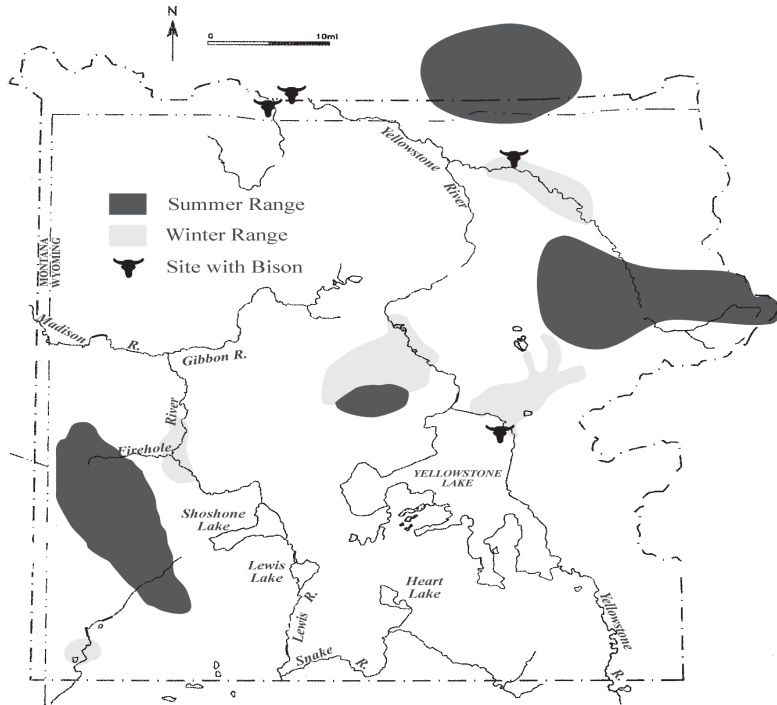 N
0 10mi
Yellowstone
River
Summer Range
Winter Range
Site with Bison
MONTANA
WYOMING
Madison R.
Gibbon R.
River
Firehole
YELLOWSTONE
LAKE
Shoshone
Lake
Lewis
Lake
Heart
Lake
Lewis R.
Snake R.
Yellowstone
R.